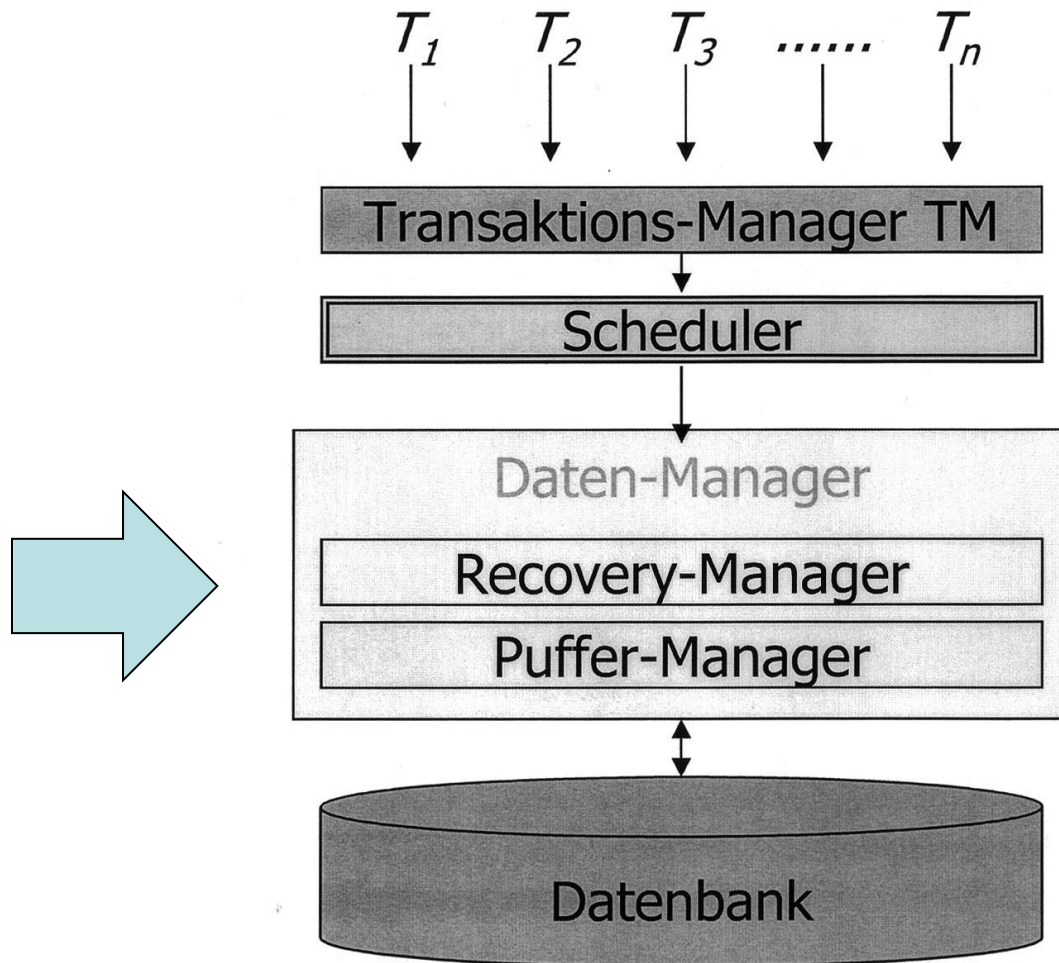 T1 T2 T3 ...... Tn
Transaktions-Manager TM
Scheduler
Daten-Manager
Recovery-Manager
Puffer-Manager
Datenbank